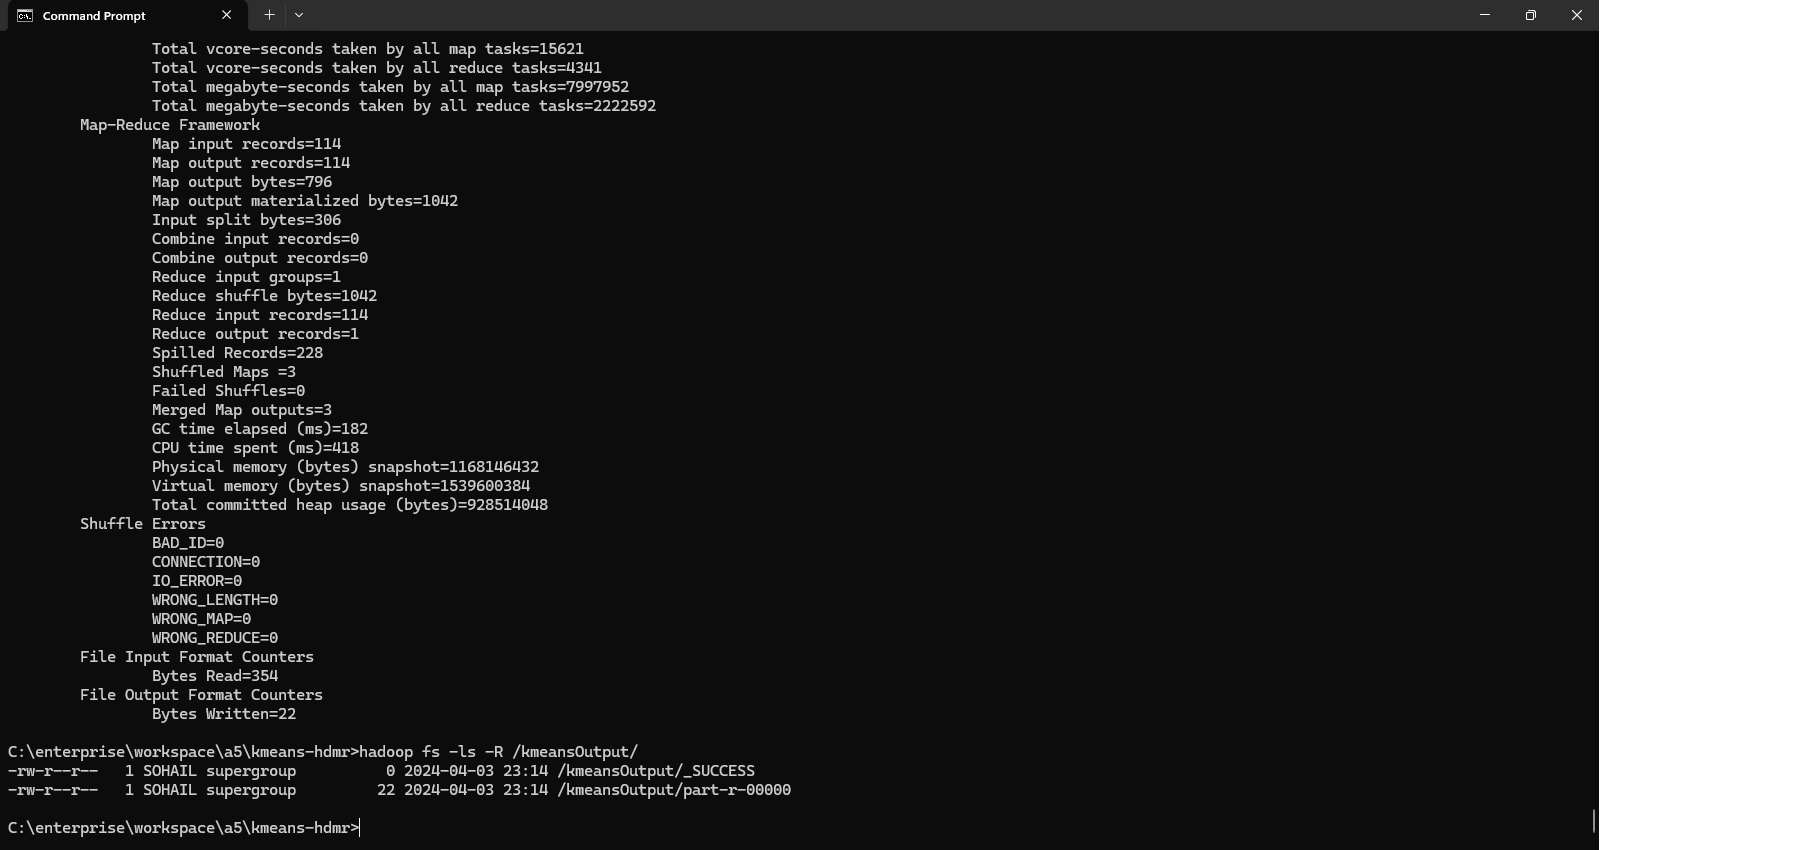 Command Prompt
Total vcore-seconds taken by all map tasks=15621
Total vcore-seconds taken by all reduce tasks=4341
Total megabyte-seconds taken by all map tasks=7997952
Total megabyte-seconds taken by all reduce tasks=2222592
Map-Reduce Framework
Map input records=114
Map output records=114
Map output bytes=796
Map output materialized bytes=1042
Input split bytes=306
Combine input records=0
Combine output records=0
Reduce input groups=1
Reduce shuffle bytes=1042
Reduce input records=114
Reduce output records=1
Spilled Records=228
Shuffled Maps =3
Failed Shuffles=0
Merged Map outputs=3
GC time elapsed (ms)=182
CPU time spent (ms)=418
Physical memory (bytes) snapshot=1168146432
Virtual memory (bytes) snapshot=1539600384
Total committed heap usage (bytes)=928514048
Shuffle Errors
BAD_ID=0
CONNECTION=0
IO_ERROR=0
WRONG_LENGTH=0
WRONG_MAP=0
WRONG_REDUCE=0
File Input Format Counters
Bytes Read=354
File Output Format Counters
Bytes Written=22
C:\enterprise\workspace\a5\kmeans-hdmr>hadoop fs -ls -R /kmeansOutput/
-rw-r--r-- 1 SOHAIL supergroup 0 2024-04-03 23:14 /kmeansOutput/_SUCCESS
-rw-r--r-- 1 SOHAIL supergroup 22 2024-04-03 23:14 /kmeansOutput/part-r-00000
C:\enterprise\workspace\a5\kmeans-hdmr>